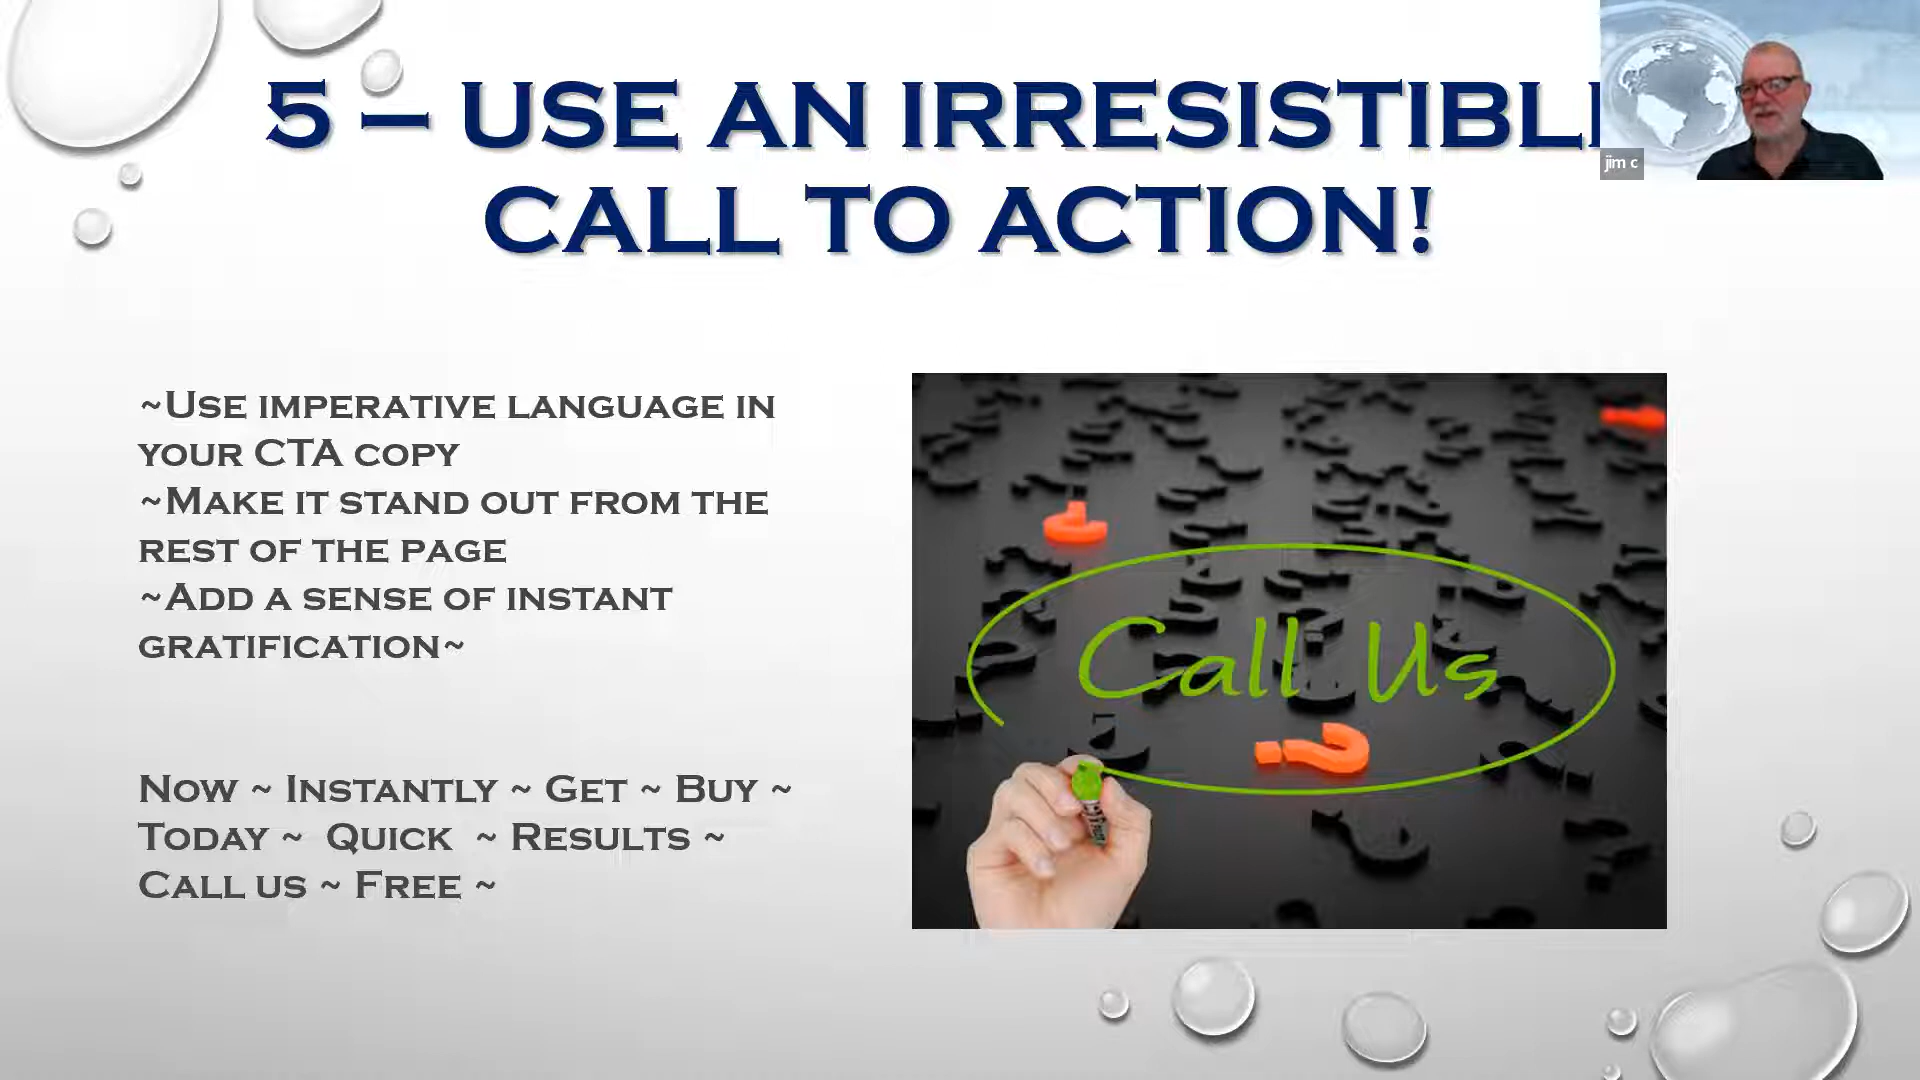 5 – USE AN IRRESISTIBL
CALL TO ACTION!
jim c
~USE IMPERATIVE LANGUAGE IN
YOUR CTA COPY
~MAKE IT STAND OUT FROM THE
REST OF THE PAGE
~ADD A SENSE OF INSTANT
GRATIFICATION~
NOW ~ INSTANTLY ~ GET ~ BUY ~
TODAY ~ QUICK ~ RESULTS ~
CALL US ~ FREE ~
Call Us